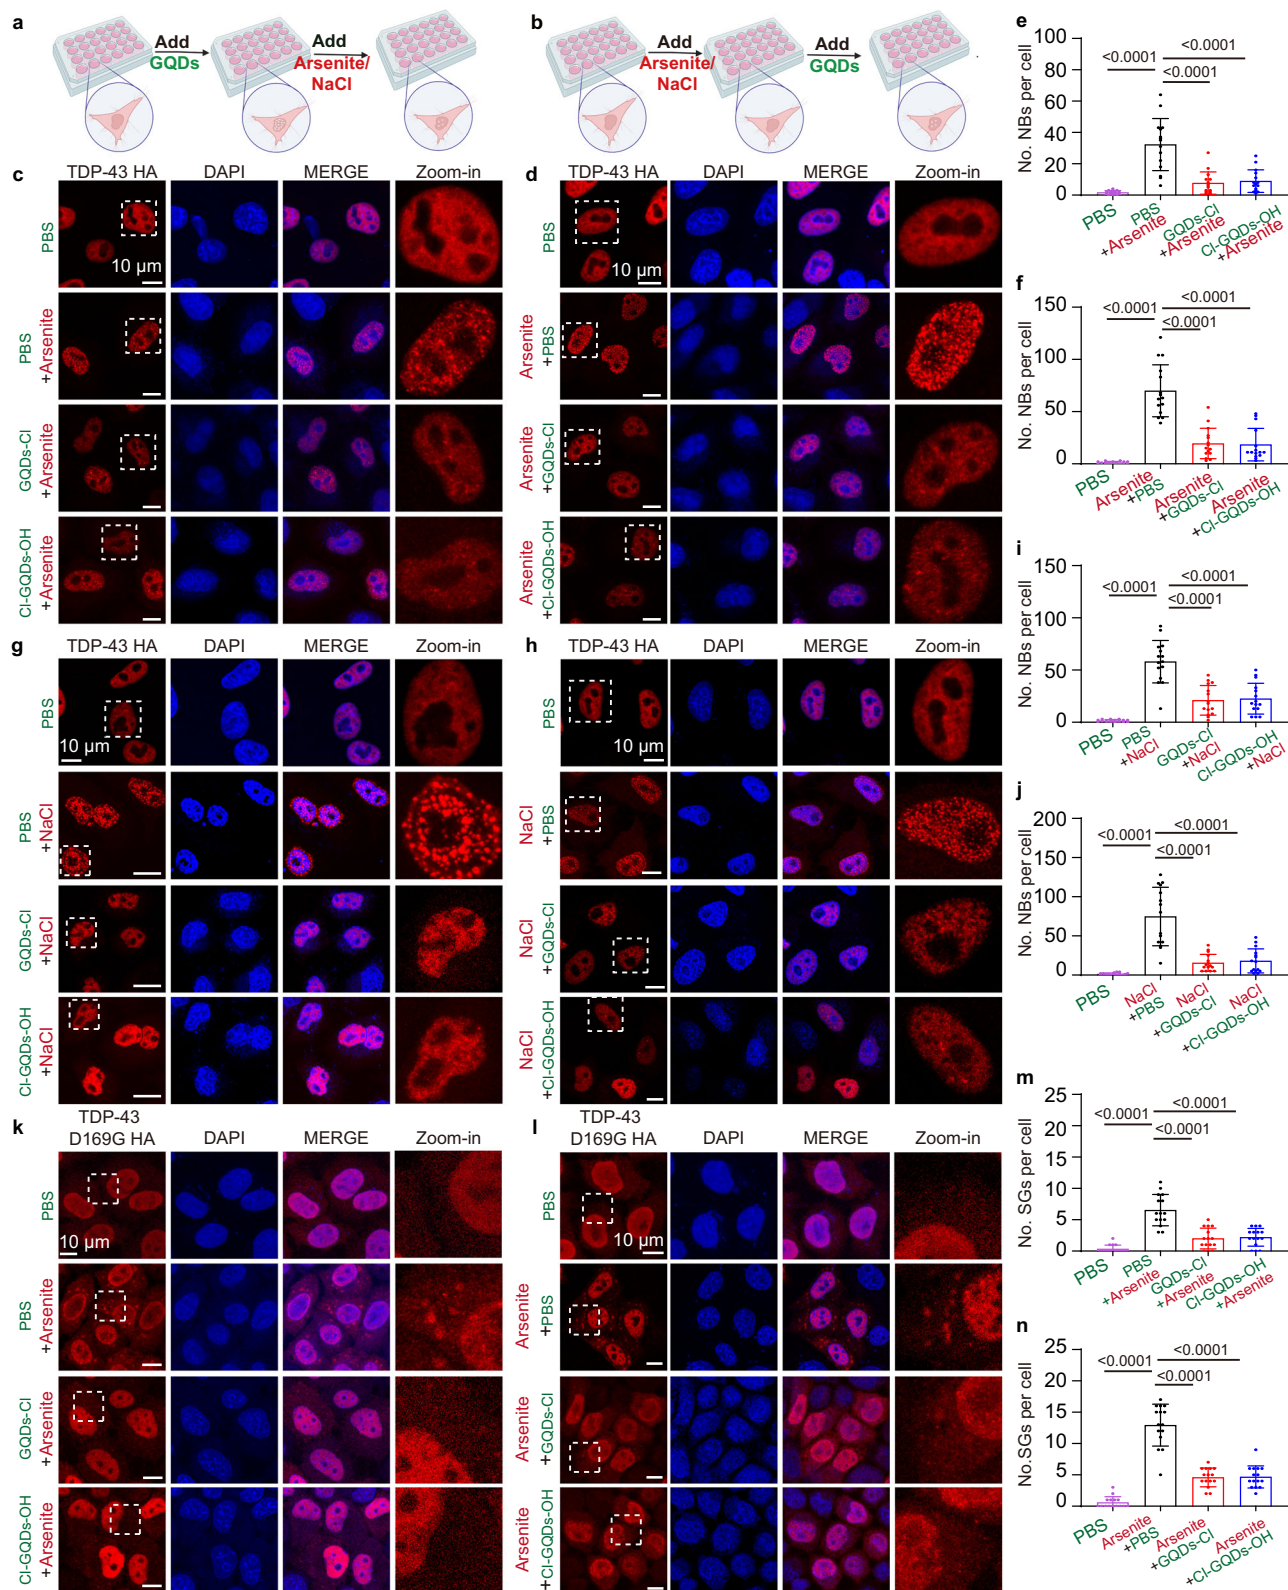 a
Add
GQDs
Add
Arsenite/
NaCl
b
Add
Arsenite/
NaCl
Add
GQDs
c
TDP-43 HA DAPI MERGE Zoom-in
PBS
10 µm
PBS
+Arsenite
GQDs-Cl
+Arsenite
Cl-GQDs-OH
+Arsenite
d
TDP-43 HA DAPI MERGE Zoom-in
PBS
10 µm
Arsenite
+PBS
Arsenite
+GQDs-Cl
Arsenite
+Cl-GQDs-OH
e
No. NBs per cell
100
80
60
40
20
0
<0.0001
<0.0001
<0.0001
PBS
PBS
+Arsenite
GQDs-Cl
+Arsenite
Cl-GQDs-OH
+Arsenite
f
No. NBs per cell
150
100
50
0
<0.0001
<0.0001
<0.0001
PBS
Arsenite
+PBS
Arsenite
+GQDs-Cl
Arsenite
+Cl-GQDs-OH
g
TDP-43 HA DAPI MERGE Zoom-in
PBS
10 µm
PBS
+NaCl
GQDs-Cl
+NaCl
Cl-GQDs-OH
+NaCl
h
TDP-43 HA DAPI MERGE Zoom-in
PBS
10 µm
NaCl
+PBS
NaCl
+GQDs-Cl
NaCl
+Cl-GQDs-OH
i
No. NBs per cell
150
100
50
0
<0.0001
<0.0001
<0.0001
PBS
PBS
+NaCl
GQDs-Cl
+NaCl
Cl-GQDs-OH
+NaCl
j
No. NBs per cell
200
150
100
50
0
<0.0001
<0.0001
<0.0001
PBS
NaCl
+PBS
NaCl
+GQDs-Cl
NaCl
+Cl-GQDs-OH
k
TDP-43
D169G HA DAPI MERGE Zoom-in
PBS
10 µm
PBS
+Arsenite
GQDs-Cl
+Arsenite
Cl-GQDs-OH
+Arsenite
l
TDP-43
D169G HA DAPI MERGE Zoom-in
PBS
10 µm
Arsenite
+PBS
Arsenite
+GQDs-Cl
Arsenite
+Cl-GQDs-OH
m
No. SGs per cell
25
20
15
10
5
0
<0.0001
<0.0001
<0.0001
PBS
PBS
+Arsenite
GQDs-Cl
+Arsenite
Cl-GQDs-OH
+Arsenite
n
No.SGs per cell
25
20
15
10
5
0
<0.0001
<0.0001
<0.0001
PBS
Arsenite
+PBS
Arsenite
+GQDs-Cl
Arsenite
+Cl-GQDs-OH